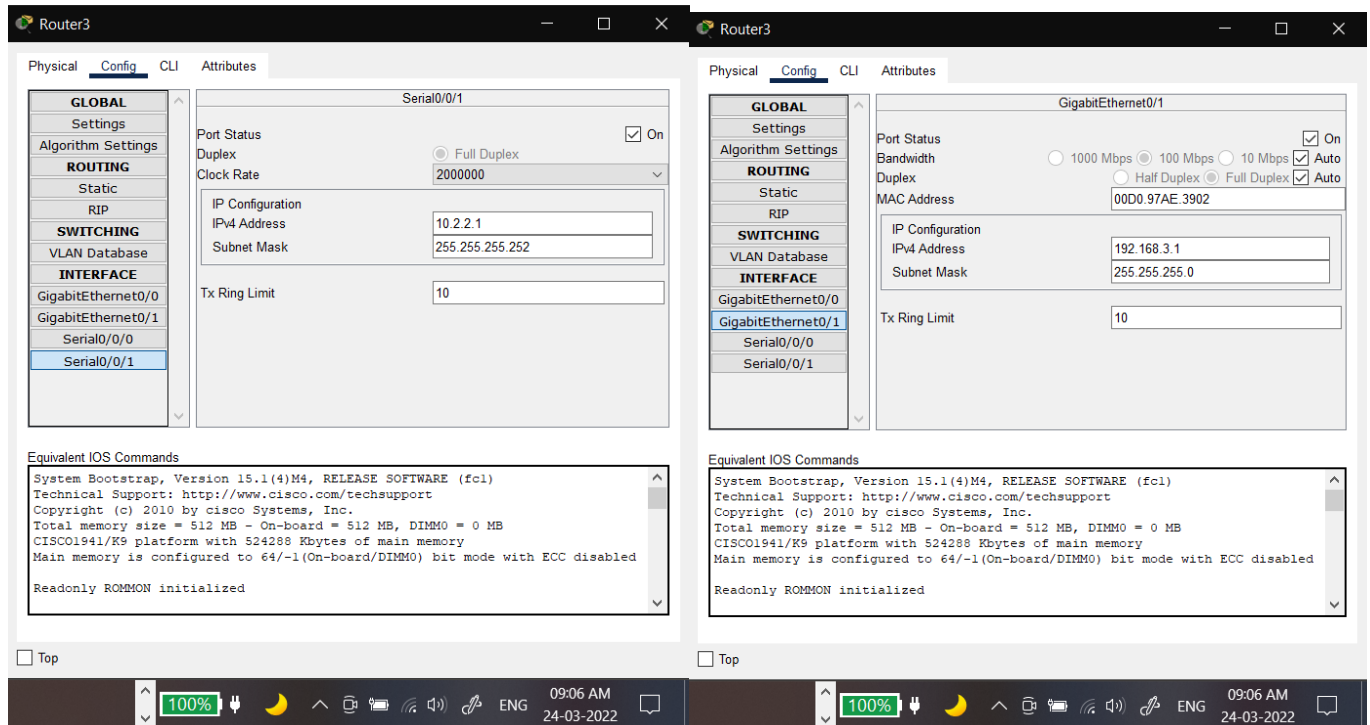 Router3
Physical Config CLI Attributes
GLOBAL
Settings
Algorithm Settings
ROUTING
Static
RIP
SWITCHING
VLAN Database
INTERFACE
GigabitEthernet0/0
GigabitEthernet0/1
Serial0/0/0
Serial0/0/1
Serial0/0/1
Port Status On
Duplex Full Duplex
Clock Rate 2000000
IP Configuration
IPv4 Address 10.2.2.1
Subnet Mask 255.255.255.252
Tx Ring Limit 10
Equivalent IOS Commands
System Bootstrap, Version 15.1(4)M4, RELEASE SOFTWARE (fc1)
Technical Support: http://www.cisco.com/techsupport
Copyright (c) 2010 by cisco Systems, Inc.
Total memory size = 512 MB - On-board = 512 MB, DIMM0 = 0 MB
CISCO1941/K9 platform with 524288 Kbytes of main memory
Main memory is configured to 64/-1(On-board/DIMM0) bit mode with ECC disabled
Readonly ROMMON initialized
Top
100% ENG 09:06 AM
24-03-2022
Router3
Physical Config CLI Attributes
GLOBAL
Settings
Algorithm Settings
ROUTING
Static
RIP
SWITCHING
VLAN Database
INTERFACE
GigabitEthernet0/0
GigabitEthernet0/1
Serial0/0/0
Serial0/0/1
GigabitEthernet0/1
Port Status On
Bandwidth 1000 Mbps 100 Mbps 10 Mbps Auto
Duplex Half Duplex Full Duplex Auto
MAC Address 00D0.97AE.3902
IP Configuration
IPv4 Address 192.168.3.1
Subnet Mask 255.255.255.0
Tx Ring Limit 10
Equivalent IOS Commands
System Bootstrap, Version 15.1(4)M4, RELEASE SOFTWARE (fc1)
Technical Support: http://www.cisco.com/techsupport
Copyright (c) 2010 by cisco Systems, Inc.
Total memory size = 512 MB - On-board = 512 MB, DIMM0 = 0 MB
CISCO1941/K9 platform with 524288 Kbytes of main memory
Main memory is configured to 64/-1(On-board/DIMM0) bit mode with ECC disabled
Readonly ROMMON initialized
Top
100% ENG 09:06 AM
24-03-2022